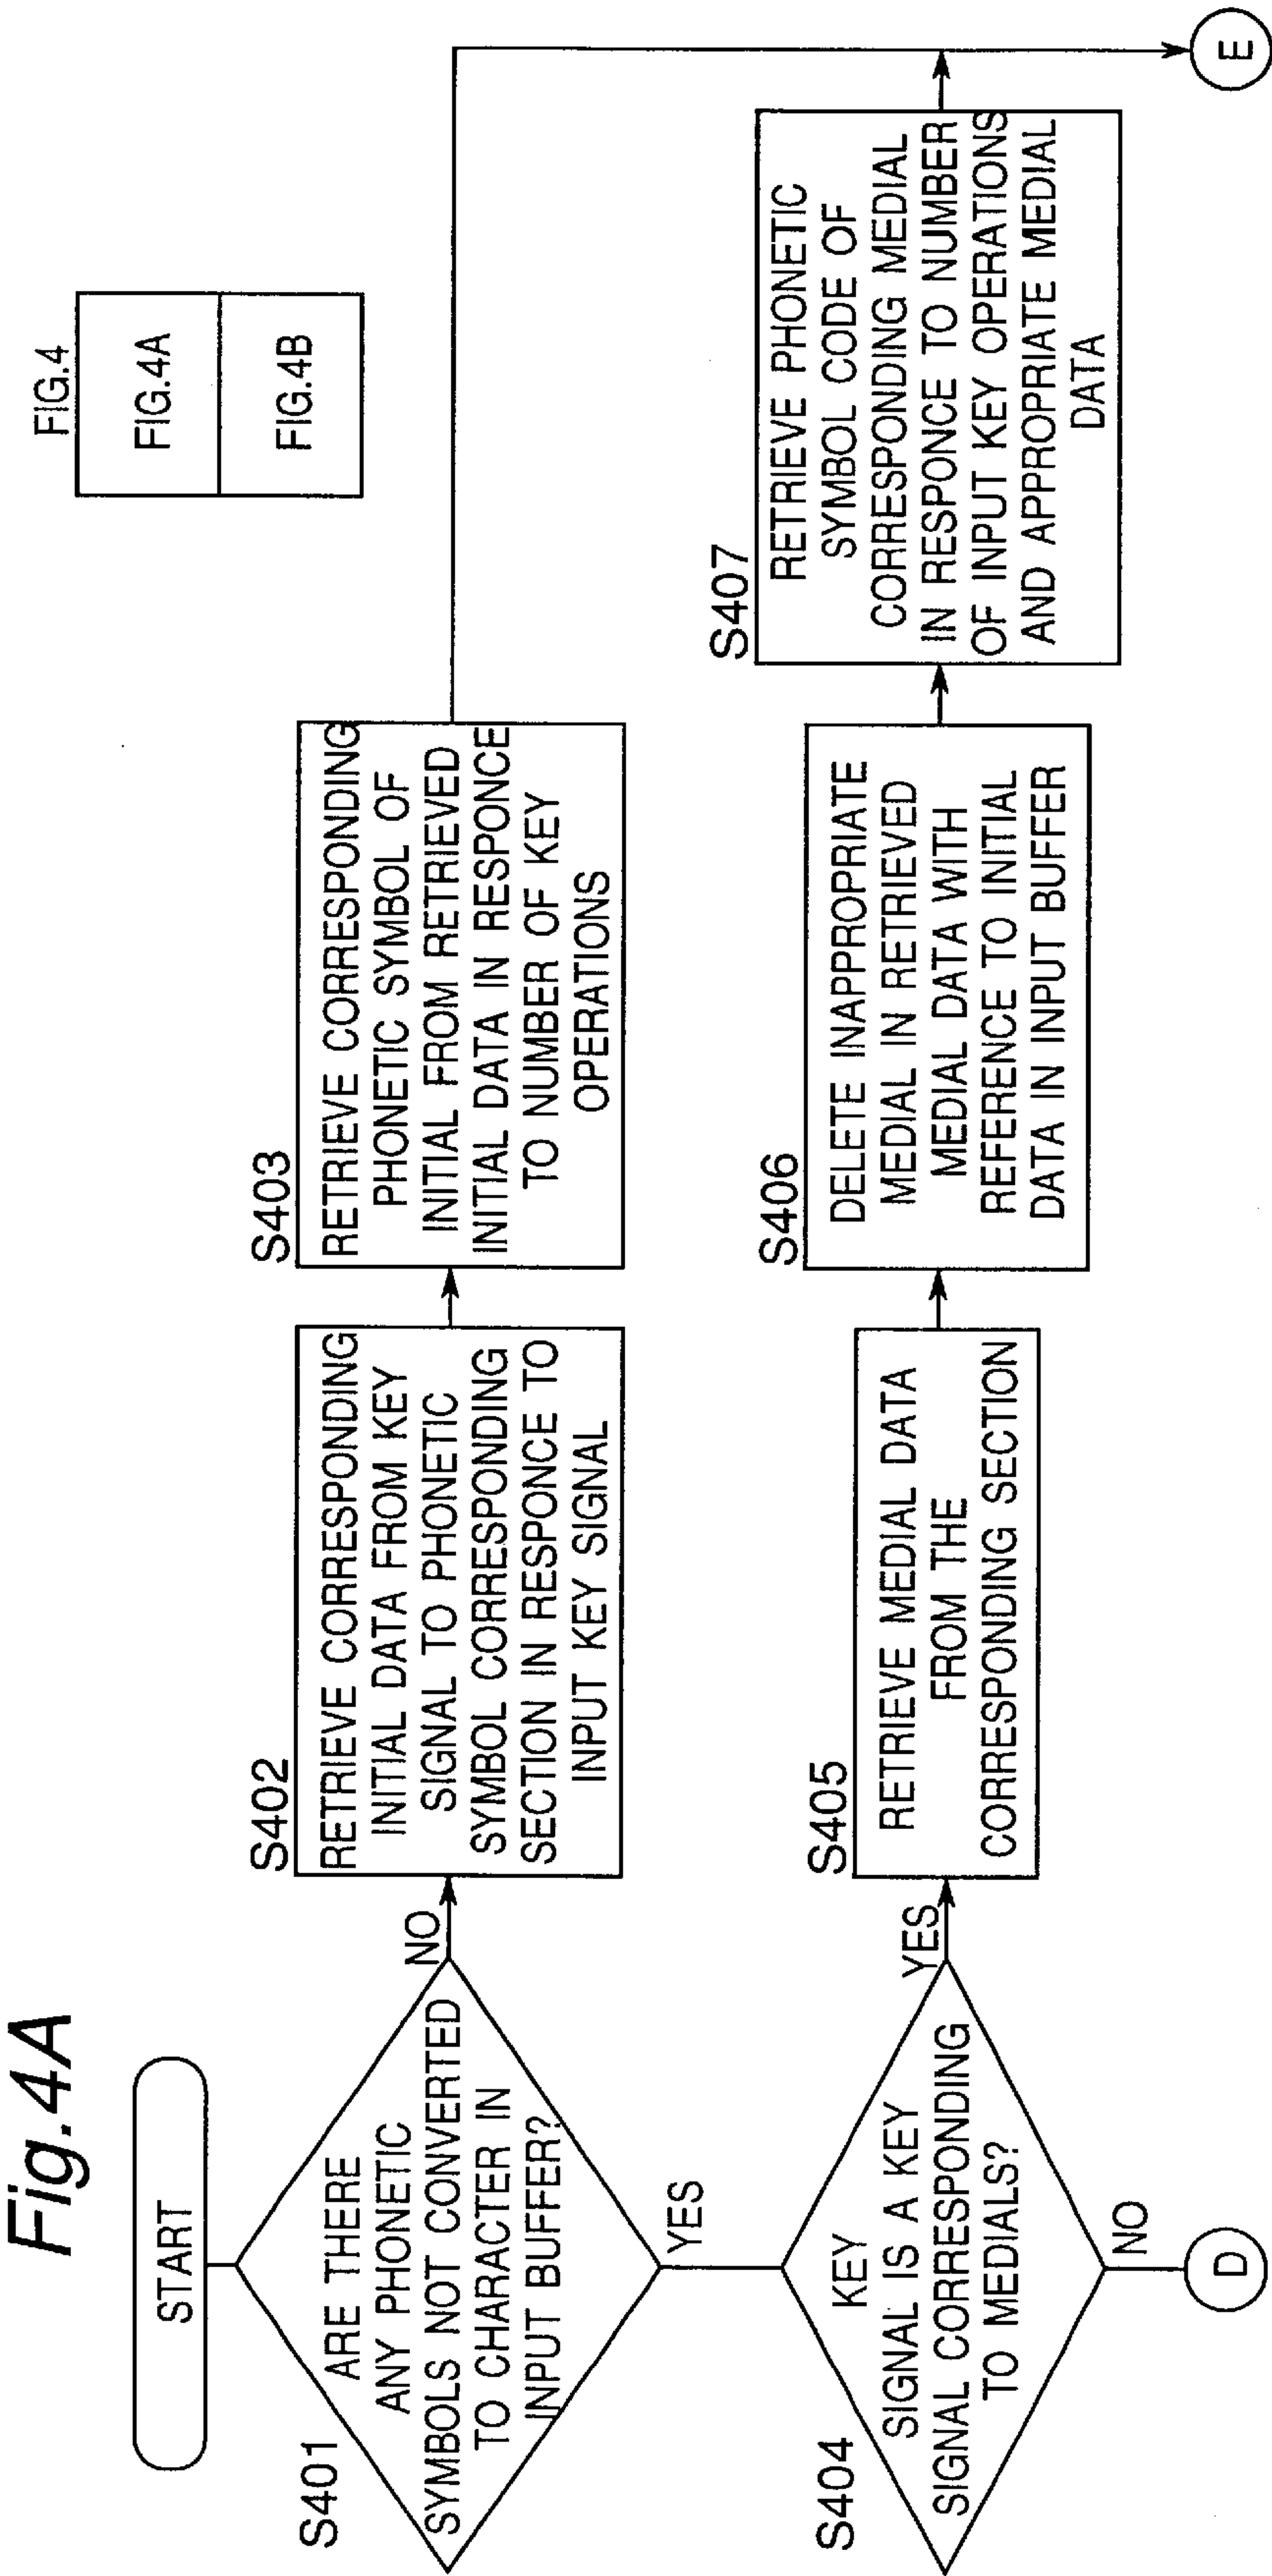 Fig.4A
FIG.4
FIG.4A
FIG.4B
START
S401
ARE THERE
ANY PHONETIC
SYMBOLS NOT CONVERTED
TO CHARACTER IN
INPUT BUFFER?
NO
YES
S402
RETRIEVE CORRESPONDING
INITIAL DATA FROM KEY
SIGNAL TO PHONETIC
SYMBOL CORRESPONDING
SECTION IN RESPONCE TO
INPUT KEY SIGNAL
S403
RETRIEVE CORRESPONDING
PHONETIC SYMBOL OF
INITIAL FROM RETRIEVED
INITIAL DATA IN RESPONCE
TO NUMBER OF KEY
OPERATIONS
S404
KEY
SIGNAL IS A KEY
SIGNAL CORRESPONDING
TO MEDIALS?
YES
NO
D
S405
RETRIEVE MEDIAL DATA
FROM THE
CORRESPONDING SECTION
S406
DELETE INAPPROPRIATE
MEDIAL IN RETRIEVED
MEDIAL DATA WITH
REFERENCE TO INITIAL
DATA IN INPUT BUFFER
S407
RETRIEVE PHONETIC
SYMBOL CODE OF
CORRESPONDING MEDIAL
IN RESPONCE TO NUMBER
OF INPUT KEY OPERATIONS
AND APPROPRIATE MEDIAL
DATA
E